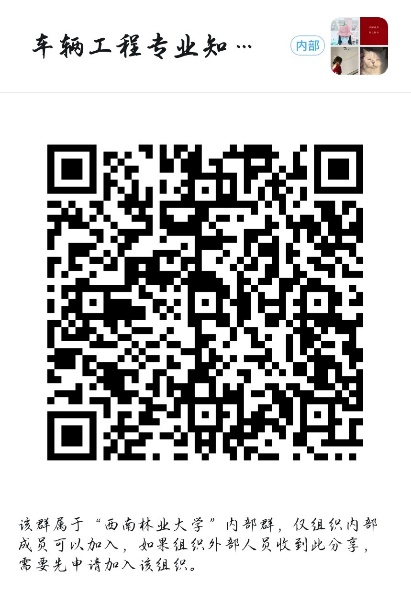 车辆工程专业知…
内部
该群属于“西南林业大学”内部群，仅组织内部
成员可以加入，如果组织外部人员收到此分享，
需要先申请加入该组织。